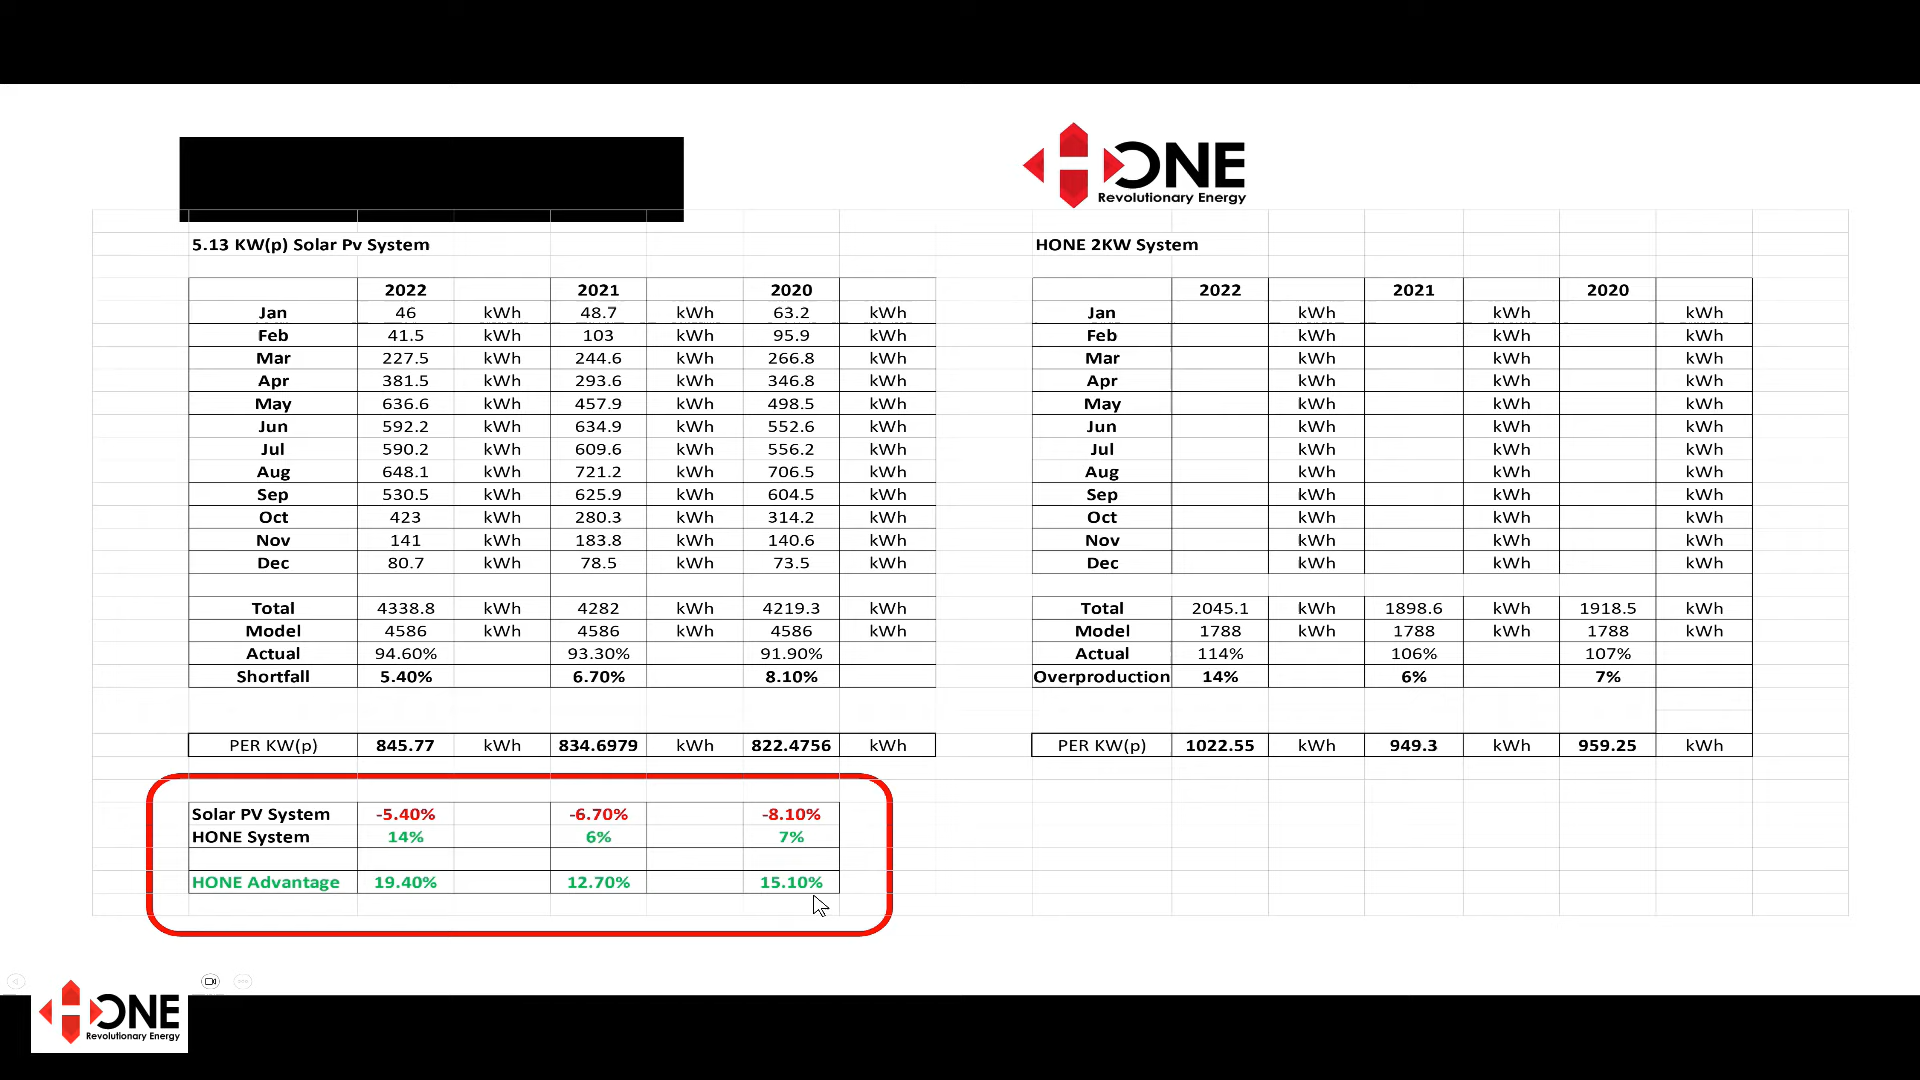 HONE
Revolutionary Energy
5.13 KW(p) Solar Pv System
2022 2021 2020
Jan 46 kWh 48.7 kWh 63.2 kWh
Feb 41.5 kWh 103 kWh 95.9 kWh
Mar 227.5 kWh 244.6 kWh 266.8 kWh
Apr 381.5 kWh 293.6 kWh 346.8 kWh
May 636.6 kWh 457.9 kWh 498.5 kWh
Jun 592.2 kWh 634.9 kWh 552.6 kWh
Jul 590.2 kWh 609.6 kWh 556.2 kWh
Aug 648.1 kWh 721.2 kWh 706.5 kWh
Sep 530.5 kWh 625.9 kWh 604.5 kWh
Oct 423 kWh 280.3 kWh 314.2 kWh
Nov 141 kWh 183.8 kWh 140.6 kWh
Dec 80.7 kWh 78.5 kWh 73.5 kWh
Total 4338.8 kWh 4282 kWh 4219.3 kWh
Model 4586 kWh 4586 kWh 4586 kWh
Actual 94.60% 93.30% 91.90%
Shortfall 5.40% 6.70% 8.10%
PER KW(p) 845.77 kWh 834.6979 kWh 822.4756 kWh
HONE 2KW System
2022 2021 2020
Jan kWh kWh kWh
Feb kWh kWh kWh
Mar kWh kWh kWh
Apr kWh kWh kWh
May kWh kWh kWh
Jun kWh kWh kWh
Jul kWh kWh kWh
Aug kWh kWh kWh
Sep kWh kWh kWh
Oct kWh kWh kWh
Nov kWh kWh kWh
Dec kWh kWh kWh
Total 2045.1 kWh 1898.6 kWh 1918.5 kWh
Model 1788 kWh 1788 kWh 1788 kWh
Actual 114% 106% 107%
Overproduction 14% 6% 7%
PER KW(p) 1022.55 kWh 949.3 kWh 959.25 kWh
Solar PV System -5.40% -6.70% -8.10%
HONE System 14% 6% 7%
HONE Advantage 19.40% 12.70% 15.10%
HONE
Revolutionary Energy